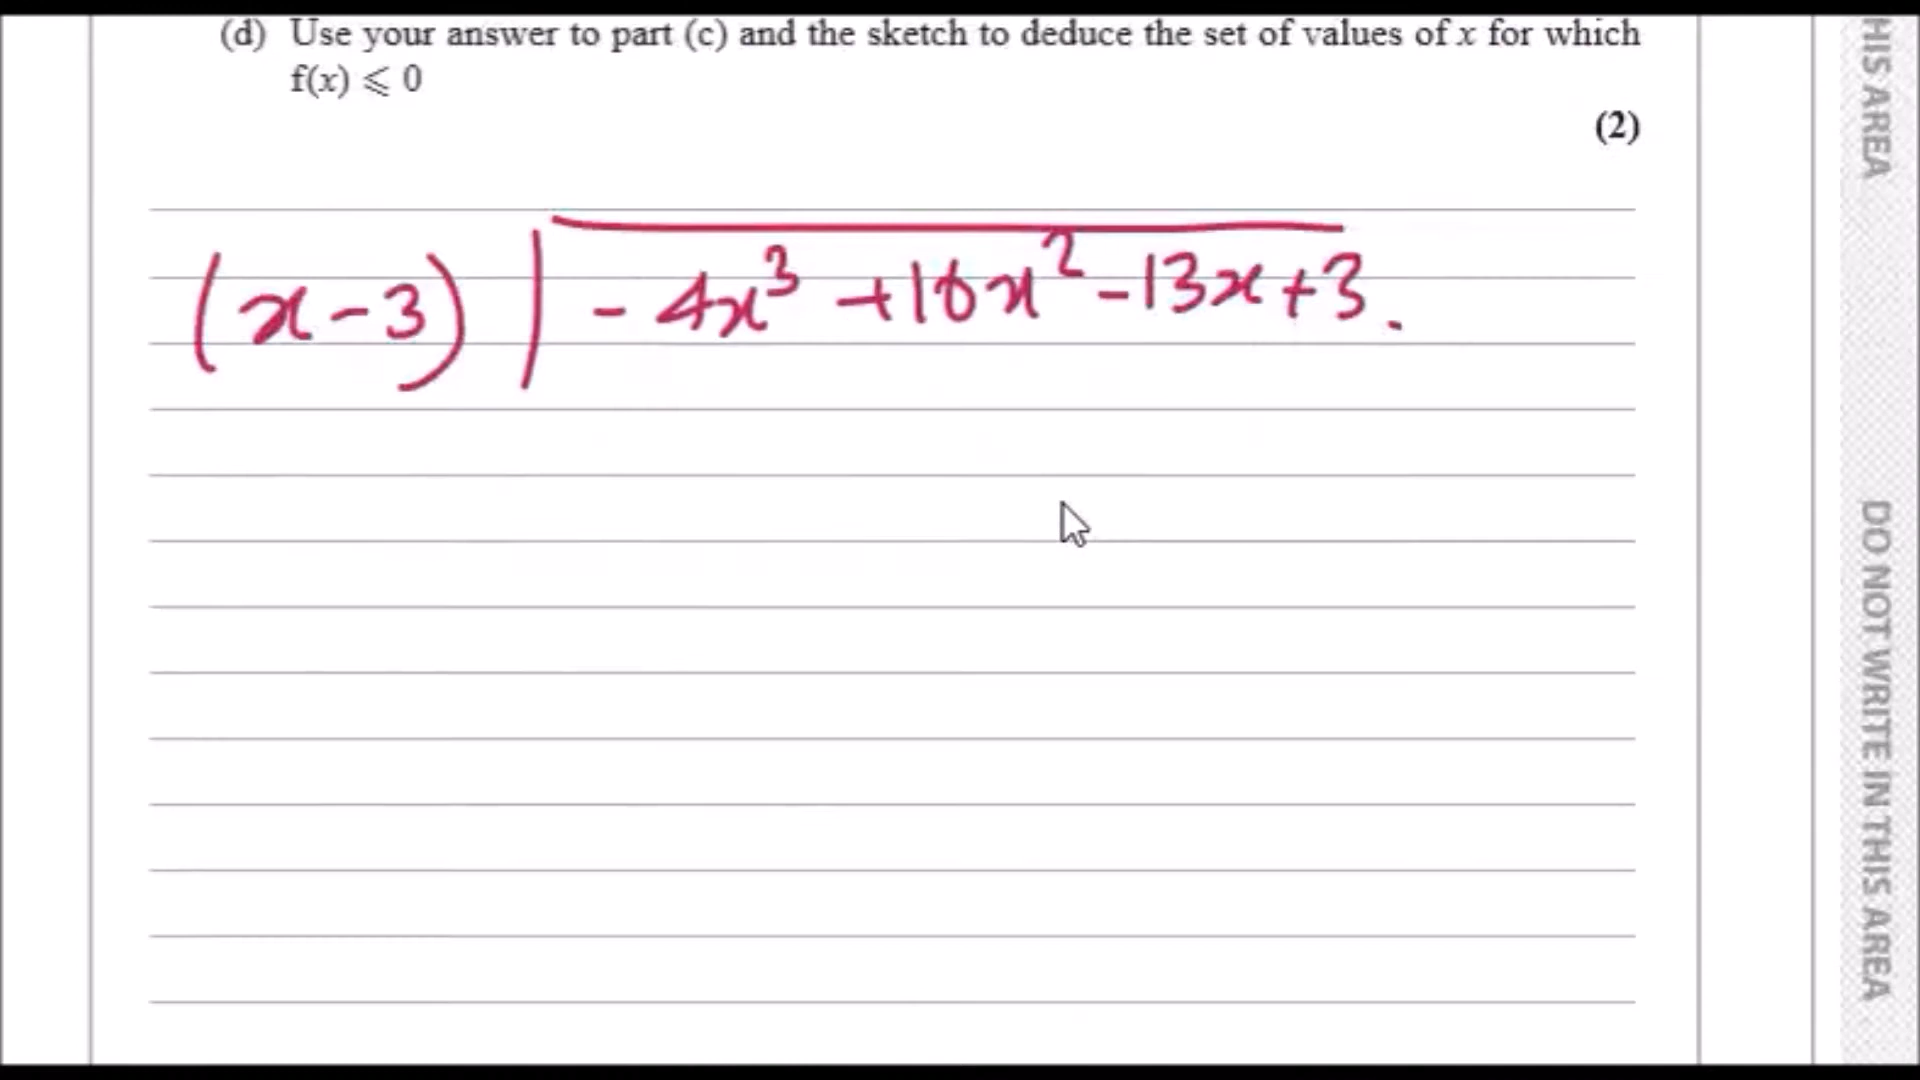 (d) Use your answer to part (c) and the sketch to deduce the set of values of x for which
f(x) ⩽ 0
(2)
(x-3) | -4x³ +16x² -13x+3.
HIS AREA
DO NOT WRITE IN THIS AREA